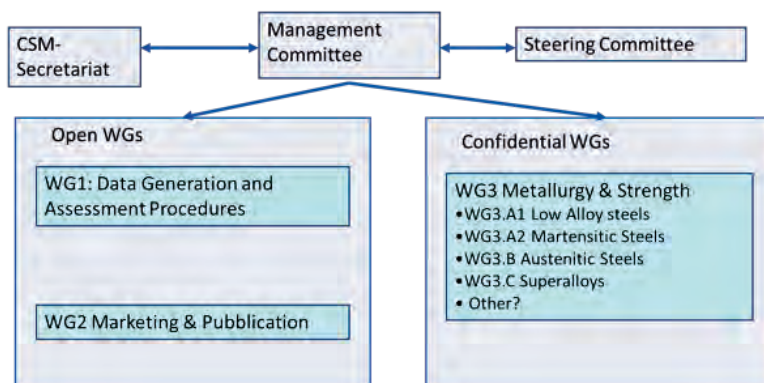 CSM-
Secretariat
Management
Committee
Steering Committee
Open WGs
WG1: Data Generation and
Assessment Procedures
WG2 Marketing & Pubblication
Confidential WGs
WG3 Metallurgy & Strength
•WG3.A1 Low Alloy steels
•WG3.A2 Martensitic Steels
•WG3.B Austenitic Steels
•WG3.C Superalloys
• Other?